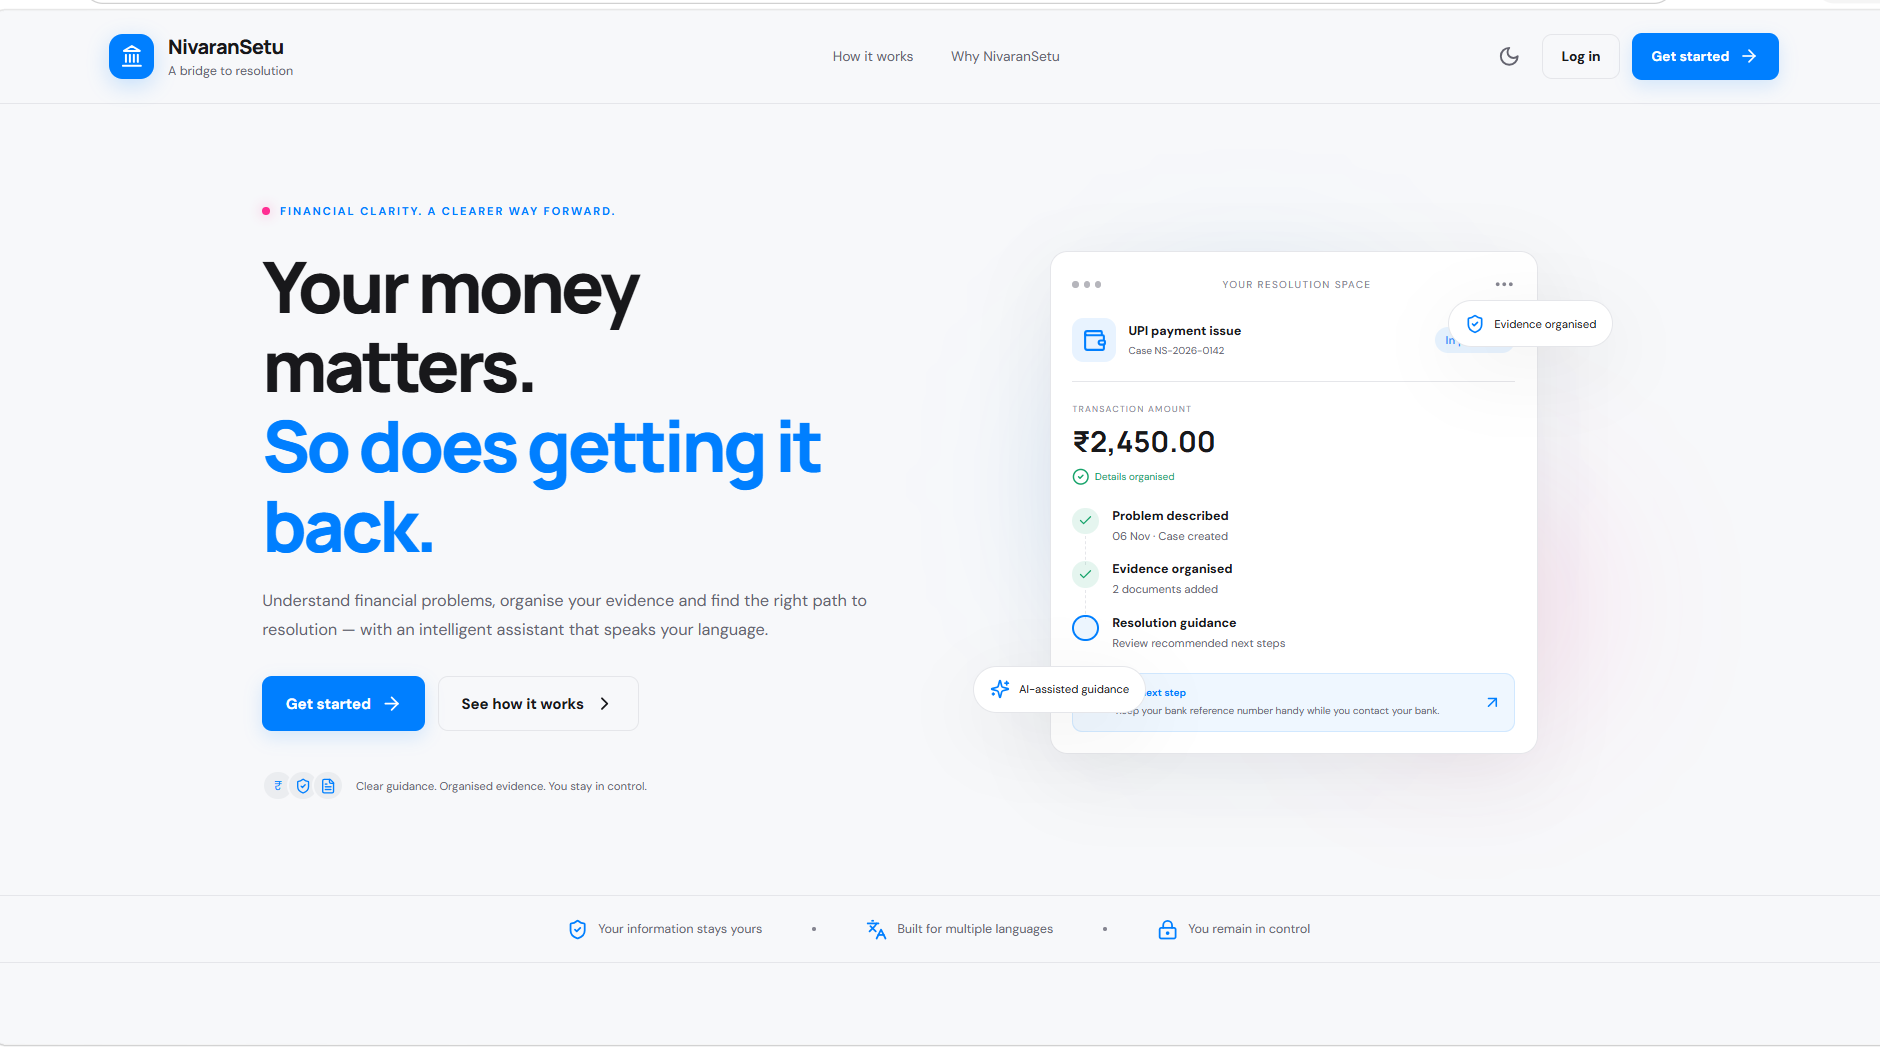 NivaranSetu
A bridge to resolution
How it works
Why NivaranSetu
Log in
Get started
FINANCIAL CLARITY. A CLEARER WAY FORWARD.
Your money
matters.
So does getting it
back.
Understand financial problems, organise your evidence and find the right path to
resolution — with an intelligent assistant that speaks your language.
Get started
See how it works
Clear guidance. Organised evidence. You stay in control.
YOUR RESOLUTION SPACE
Evidence organised
UPI payment issue
Case NS-2026-0142
In
TRANSACTION AMOUNT
₹2,450.00
Details organised
Problem described
06 Nov · Case created
Evidence organised
2 documents added
Resolution guidance
Review recommended next steps
AI-assisted guidance
next step
Keep your bank reference number handy while you contact your bank.
Your information stays yours
•
Built for multiple languages
•
You remain in control